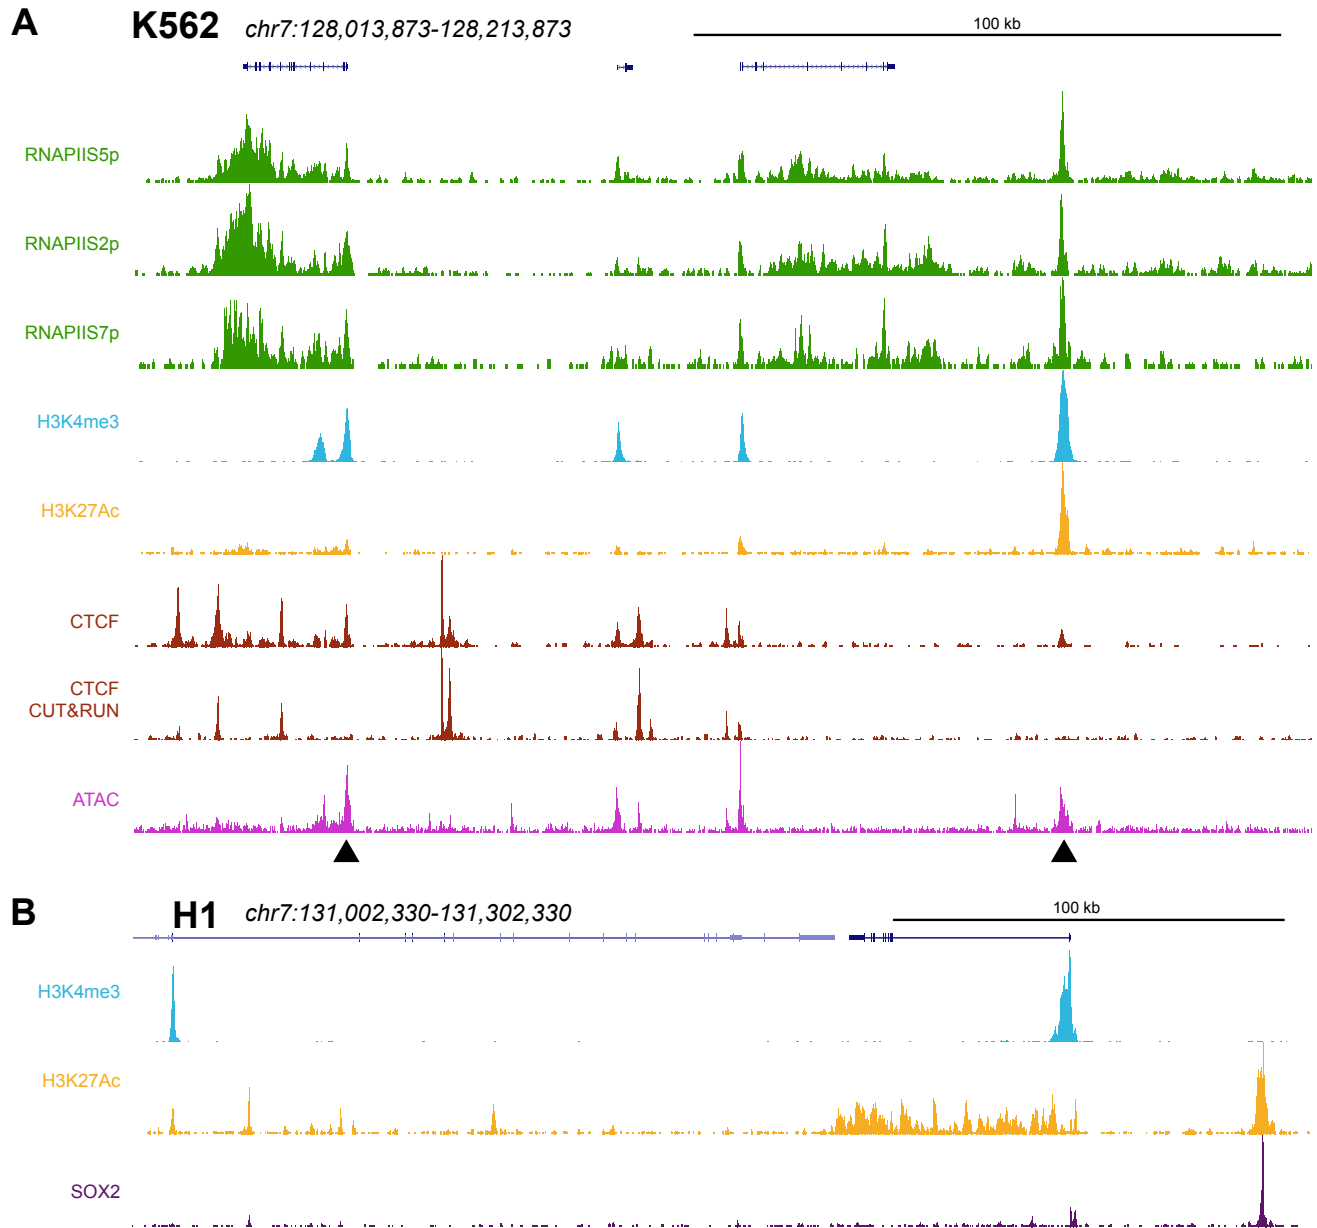 A
K562 chr7:128,013,873-128,213,873
100 kb
RNAPIIS5p
RNAPIIS2p
RNAPIIS7p
H3K4me3
H3K27Ac
CTCF
CTCF
CUT&RUN
ATAC
B
H1 chr7:131,002,330-131,302,330
100 kb
H3K4me3
H3K27Ac
SOX2